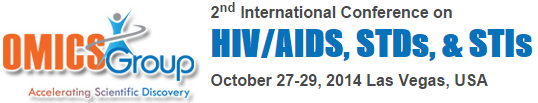 OMICS Group
Accelerating Scientific Discovery
2nd International Conference on
HIV/AIDS, STDs, & STIs
October 27-29, 2014 Las Vegas, USA